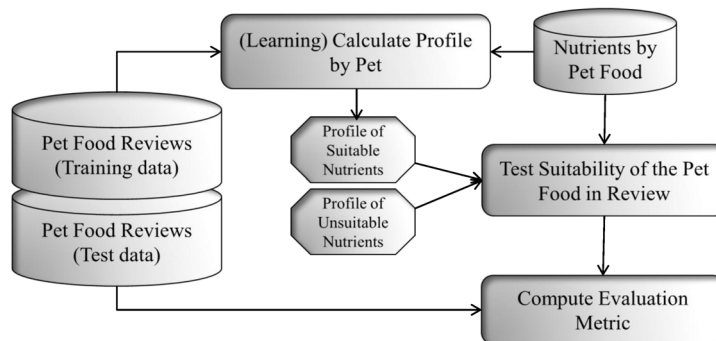 (Learning) Calculate Profile
by Pet
Nutrients by
Pet Food
Pet Food Reviews
(Training data)
Profile of
Suitable
Nutrients
Test Suitability of the Pet
Food in Review
Profile of
Unsuitable
Nutrients
Pet Food Reviews
(Test data)
Compute Evaluation
Metric